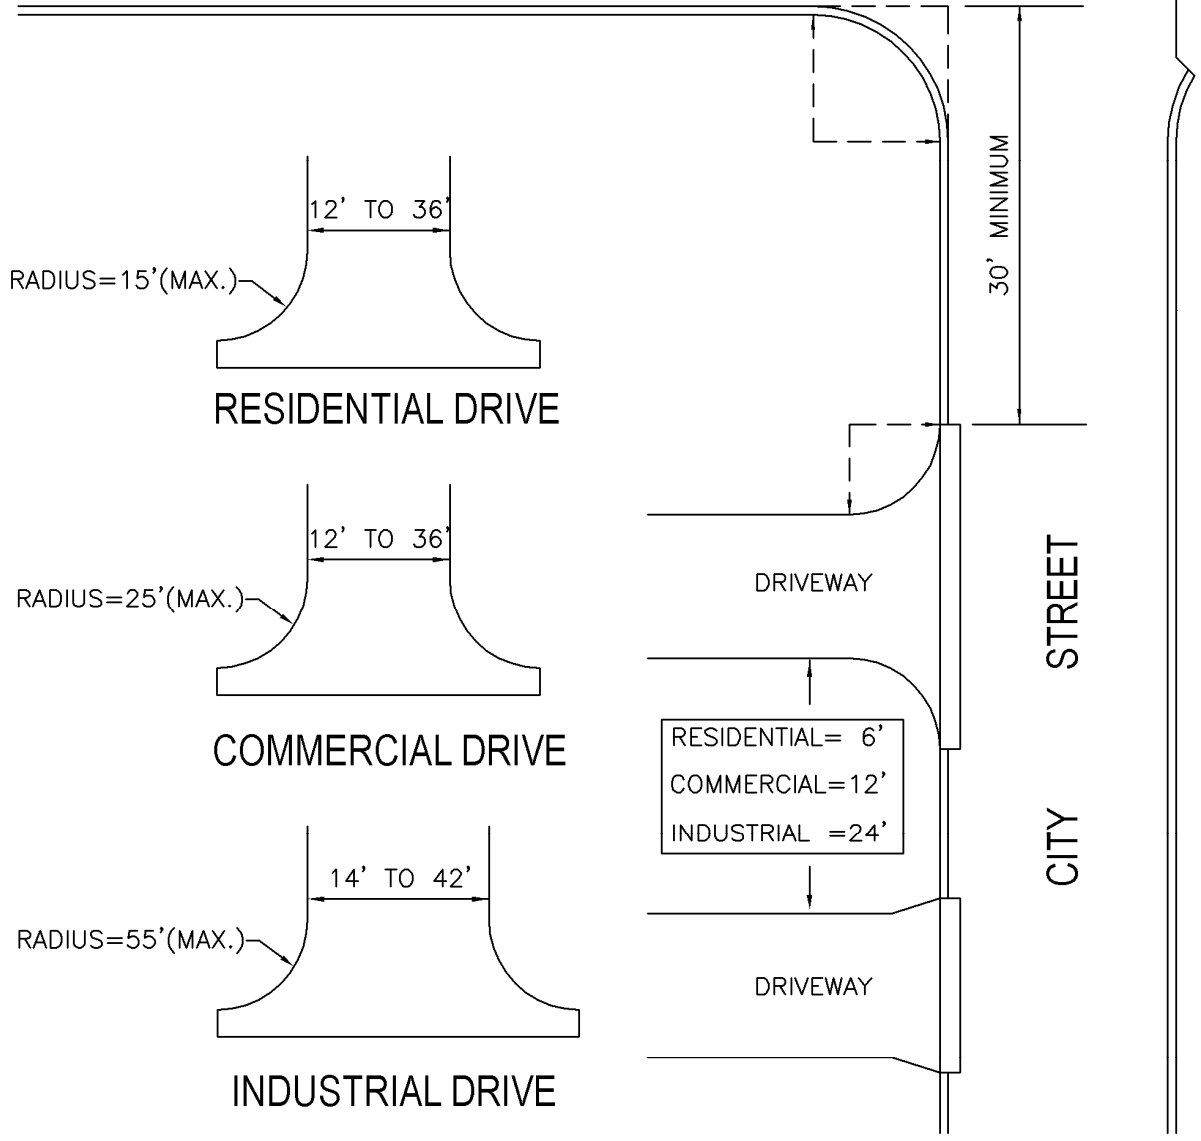 12' TO 36'
RADIUS=15'(MAX.)
RESIDENTIAL DRIVE
12' TO 36'
RADIUS=25'(MAX.)
COMMERCIAL DRIVE
14' TO 42'
RADIUS=55'(MAX.)
INDUSTRIAL DRIVE
30' MINIMUM
DRIVEWAY
RESIDENTIAL= 6'
COMMERCIAL=12'
INDUSTRIAL =24'
DRIVEWAY
CITY STREET